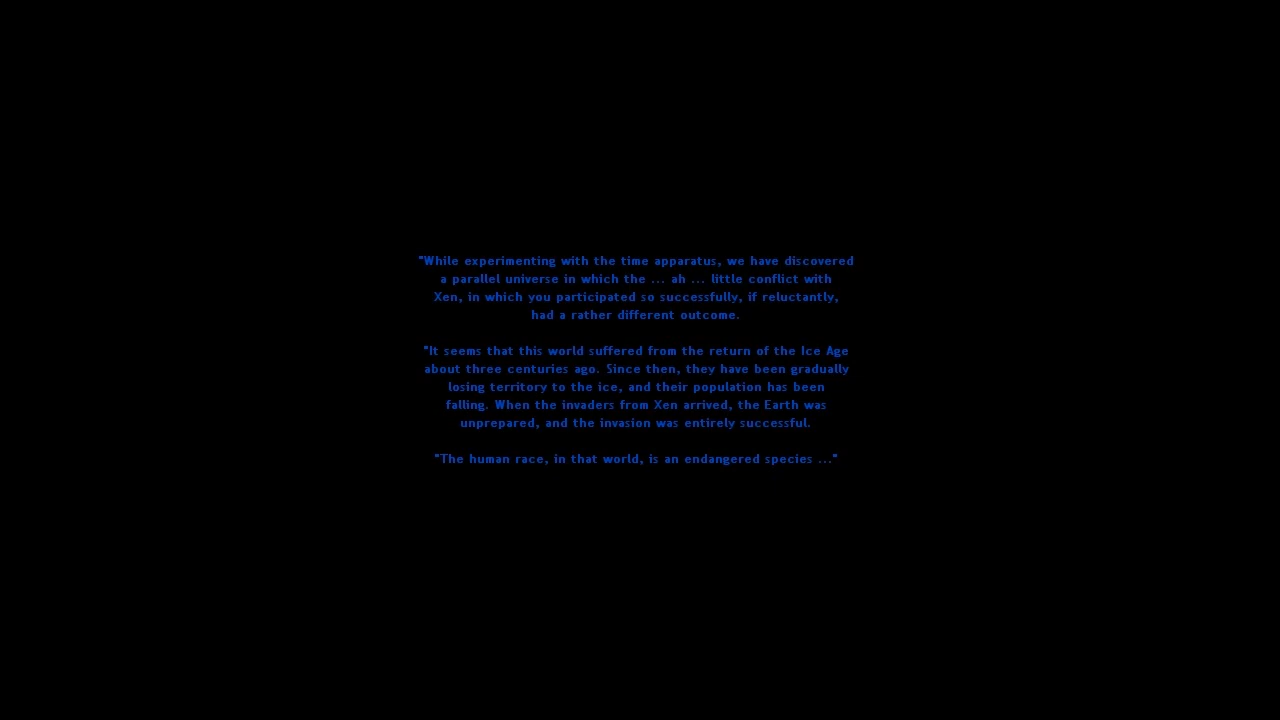 "While experimenting with the time apparatus, we have discovered
a parallel universe in which the ... ah ... little conflict with
Xen, in which you participated so successfully, if reluctantly,
had a rather different outcome.
"It seems that this world suffered from the return of the Ice Age
about three centuries ago. Since then, they have been gradually
losing territory to the ice, and their population has been
falling. When the invaders from Xen arrived, the Earth was
unprepared, and the invasion was entirely successful.
"The human race, in that world, is an endangered species ..."